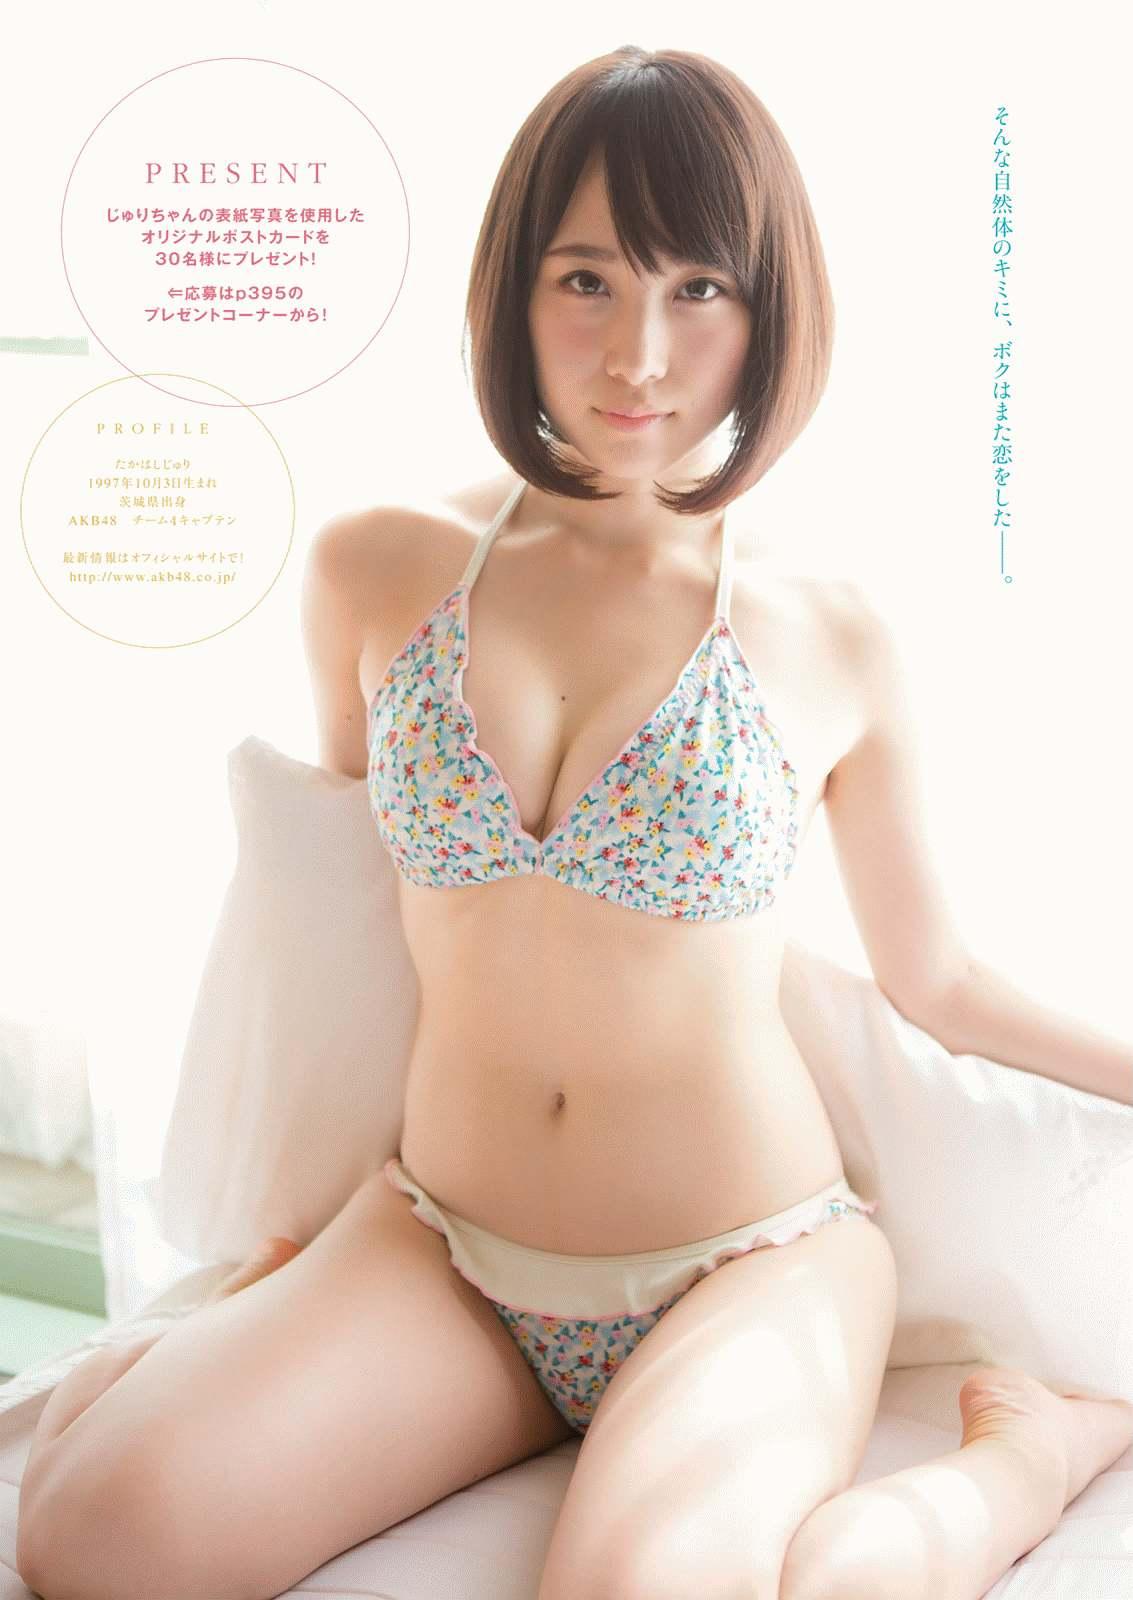 PRESENT
じゅりちゃんの表紙写真を使用した
オリジナルポストカードを
30名様にプレゼント!
⇐応募はp395の
プレゼントコーナーから!
PROFILE
たかはしじゅり
1997年10月3日生まれ
茨城県出身
AKB48　チーム4キャプテン
最新情報はオフィシャルサイトで!
http://www.akb48.co.jp/
そんな自然体のキミに、ボクはまた恋をした――。